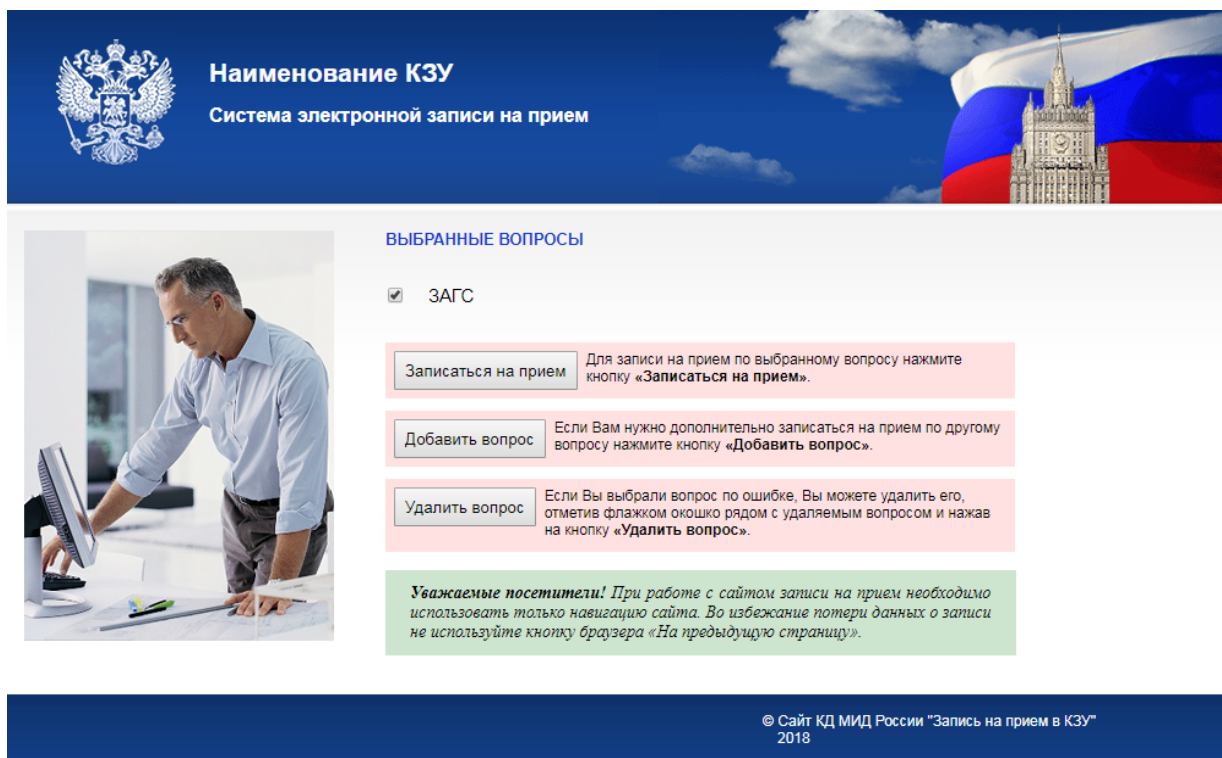 Наименование КЗУ
Система электронной записи на прием
ВЫБРАННЫЕ ВОПРОСЫ
ЗАГС
Записаться на прием
Для записи на прием по выбранному вопросу нажмите
кнопку «Записаться на прием».
Добавить вопрос
Если Вам нужно дополнительно записаться на прием по другому
вопросу нажмите кнопку «Добавить вопрос».
Удалить вопрос
Если Вы выбрали вопрос по ошибке, Вы можете удалить его,
отметив флажком окошко рядом с удаляемым вопросом и нажав
на кнопку «Удалить вопрос».
Уважаемые посетители! При работе с сайтом записи на прием необходимо
использовать только навигацию сайта. Во избежание потери данных о записи
не используйте кнопку браузера «На предыдущую страницу».
© Сайт КД МИД России "Запись на прием в КЗУ"
2018